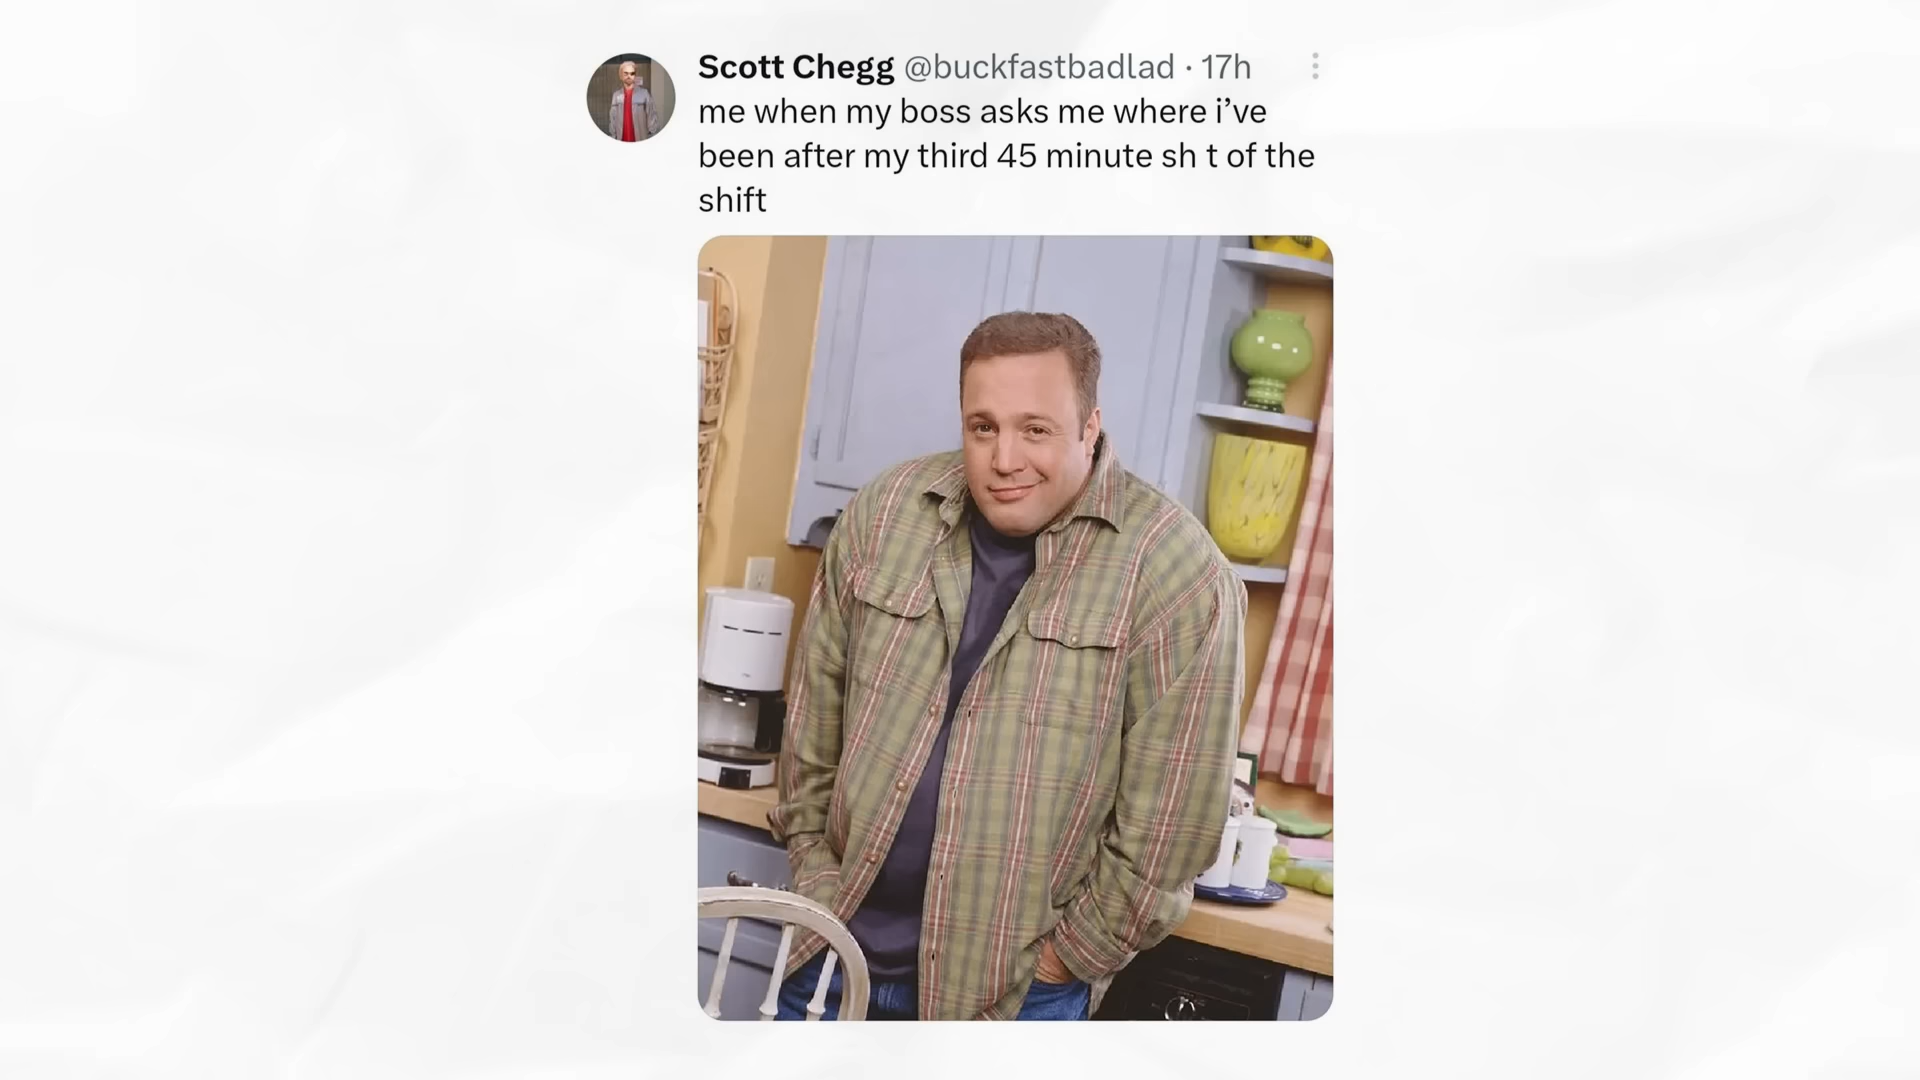 Scott Chegg @buckfastbadlad · 17h
me when my boss asks me where i’ve
been after my third 45 minute sh t of the
shift